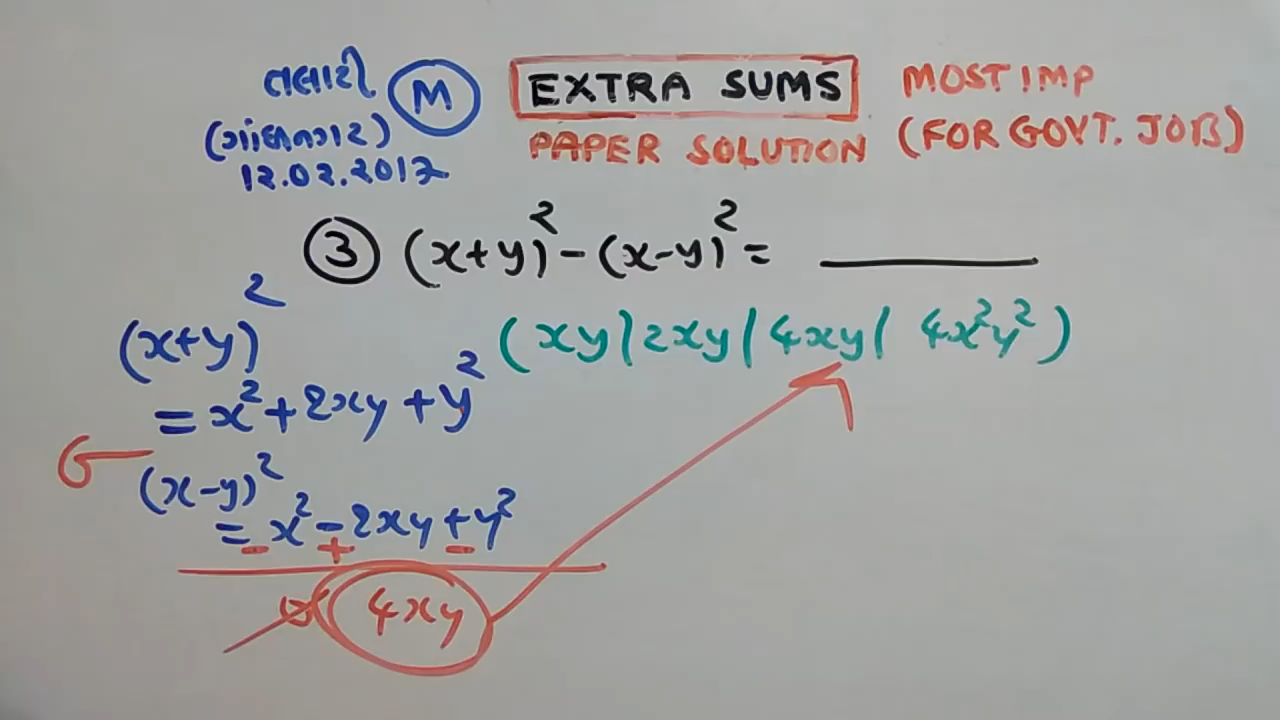 તલાટી (M) EXTRA SUMS MOST IMP
(ગાંધીનગર) PAPER SOLUTION (FOR GOVT. JOB)
12.02.2017
③ (x+y)² - (x-y)² = ________
(x+y)² (xy | 2xy | 4xy | 4x²y²)
= x² + 2xy + y²
(x-y)²
= x² - 2xy + y²
- + -
4xy